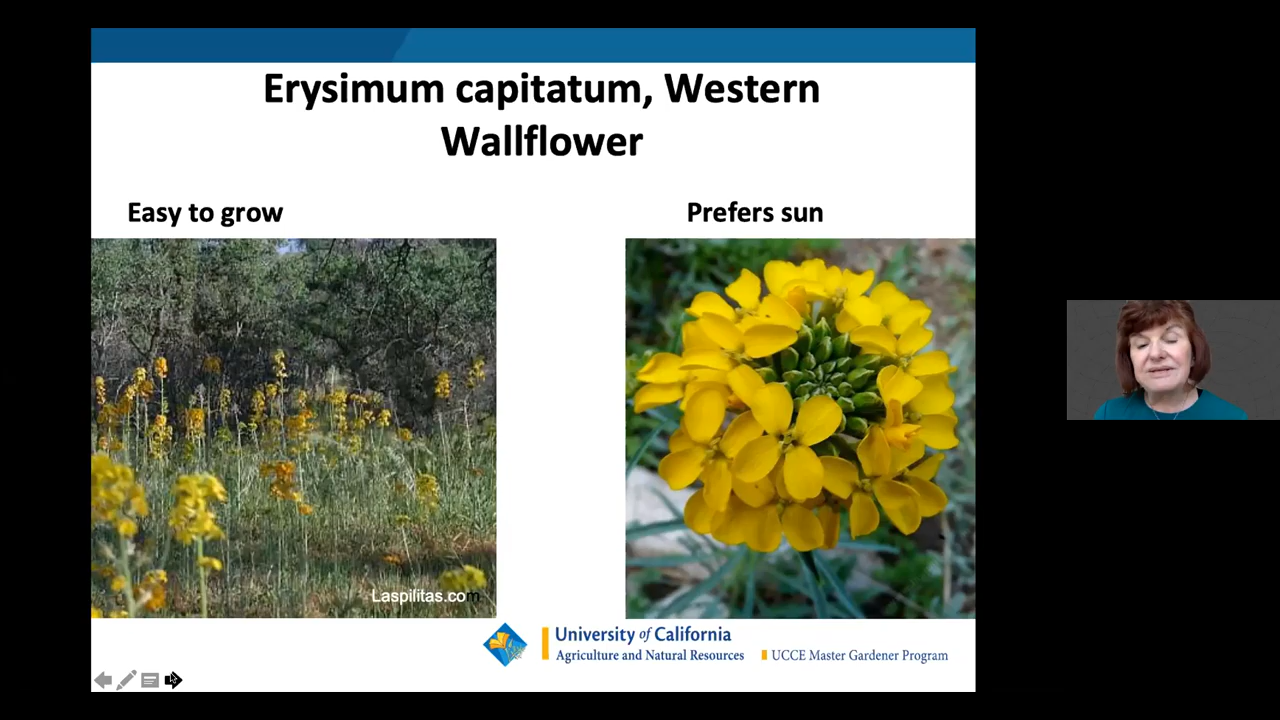 Erysimum capitatum, Western
Wallflower
Easy to grow
Prefers sun
Laspilitas.com
University of California
Agriculture and Natural Resources
UCCE Master Gardener Program